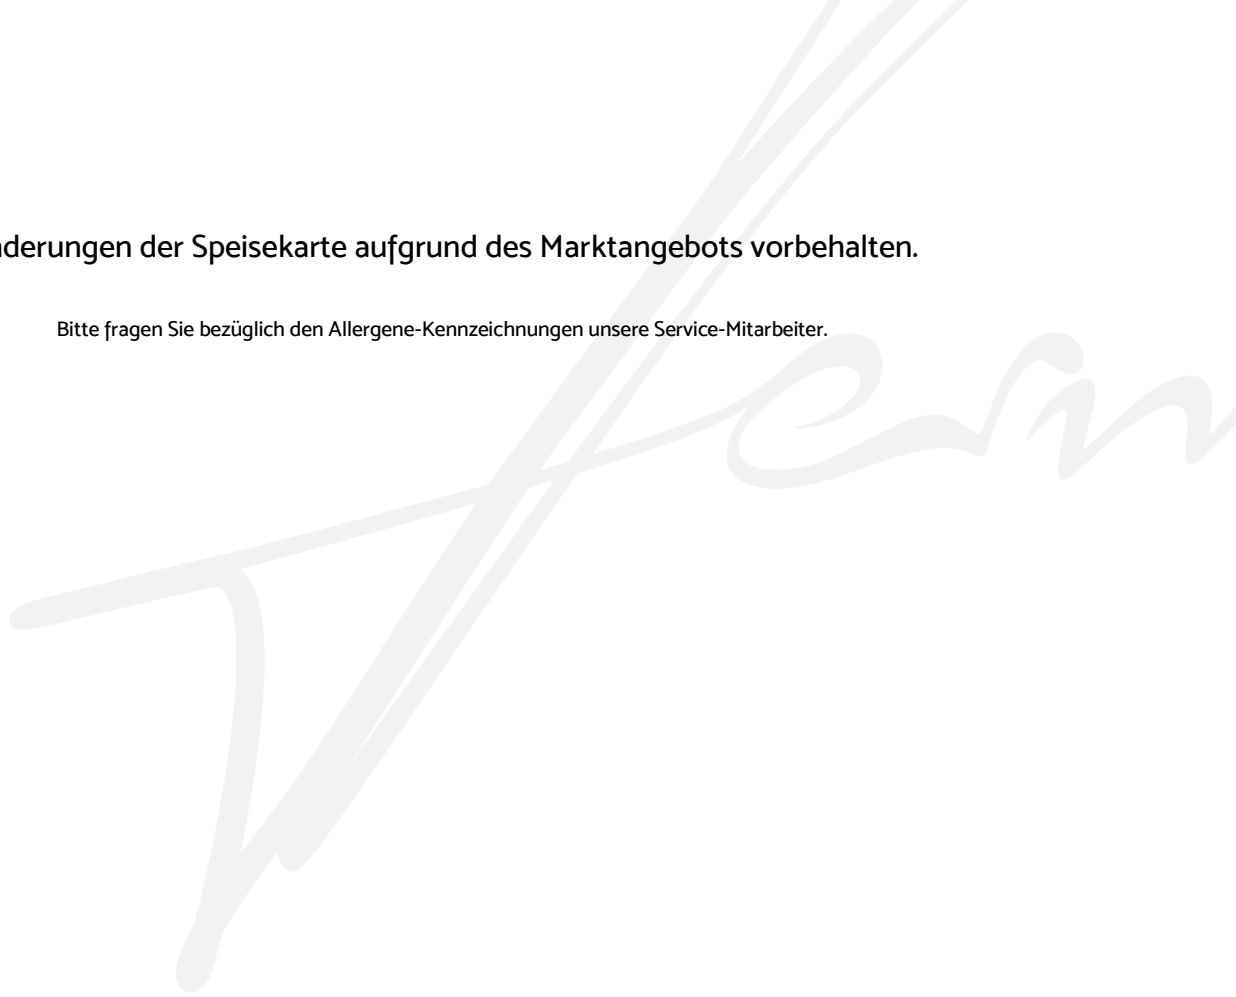 nderungen der Speisekarte aufgrund des Marktangebots vorbehalten.
Bitte fragen Sie bezüglich den Allergene-Kennzeichnungen unsere Service-Mitarbeiter.